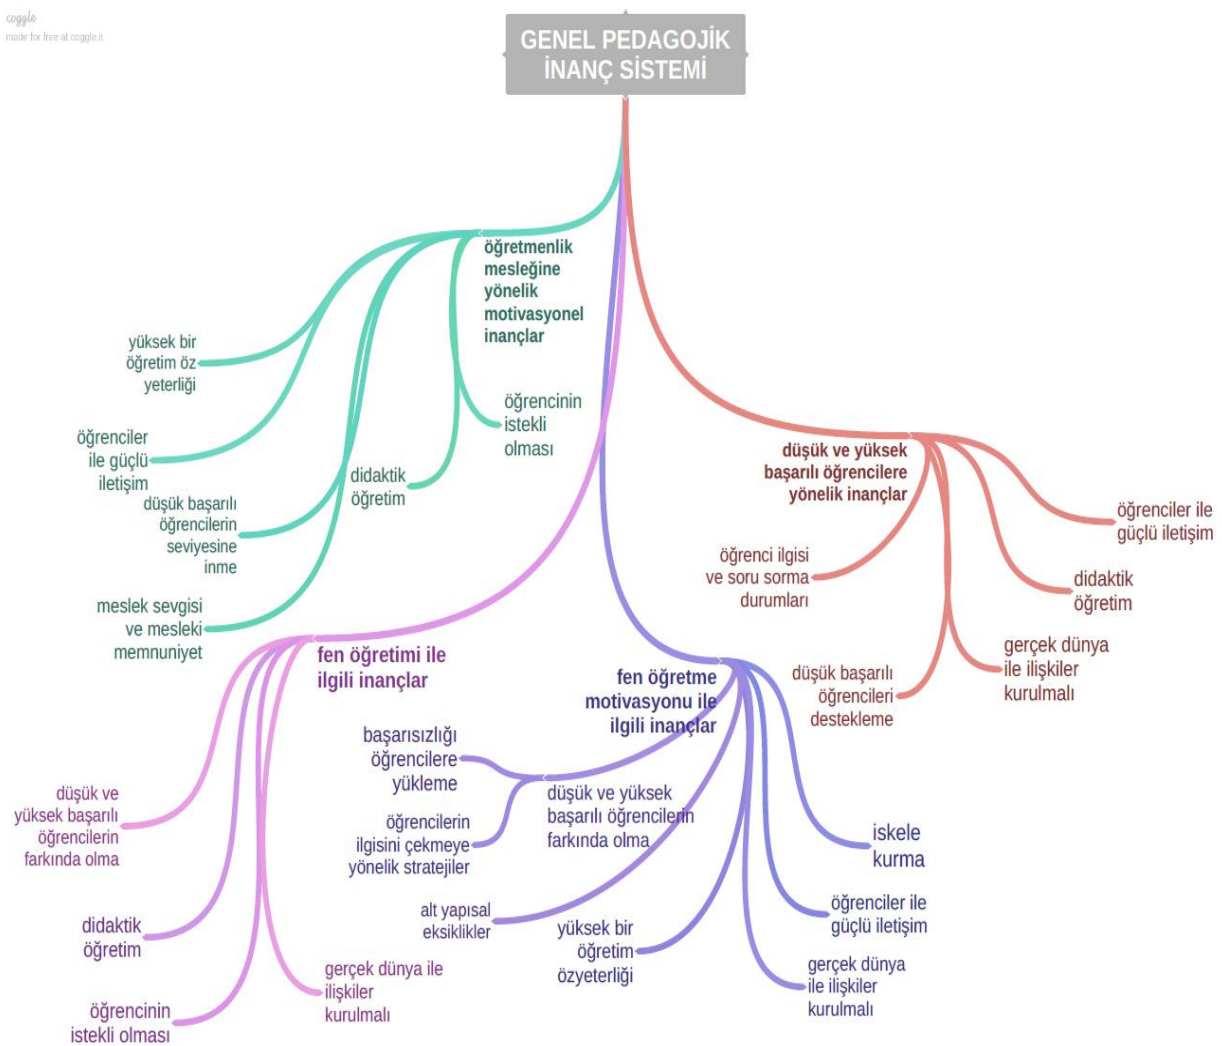 coggle
made for free at coggle.it
GENEL PEDAGOJİK
İNANÇ SİSTEMİ
öğretmenlik
mesleğine
yönelik
motivasyonel
inançlar
yüksek bir
öğretim öz
yeterliği
öğrenciler
ile güçlü
iletişim
düşük başarılı
öğrencilerin
seviyesine
inme
meslek sevgisi
ve mesleki
memnuniyet
didaktik
öğretim
öğrencinin
istekli
olması
düşük ve yüksek
başarılı öğrencilere
yönelik inançlar
öğrenciler ile
güçlü iletişim
didaktik
öğretim
gerçek dünya
ile ilişkiler
kurulmalı
öğrenci ilgisi
ve soru sorma
durumları
düşük başarılı
öğrencileri
destekleme
fen öğretimi ile
ilgili inançlar
düşük ve
yüksek başarılı
öğrencilerin
farkında olma
didaktik
öğretim
öğrencinin
istekli olması
gerçek dünya ile
ilişkiler
kurulmalı
fen öğretme
motivasyonu ile
ilgili inançlar
başarısızlığı
öğrencilere
yükleme
öğrencilerin
ilgisini çekmeye
yönelik stratejiler
düşük ve yüksek
başarılı öğrencilerin
farkında olma
alt yapısal
eksiklikler
yüksek bir
öğretim
özyeterliği
iskele
kurma
öğrenciler ile
güçlü iletişim
gerçek dünya
ile ilişkiler
kurulmalı